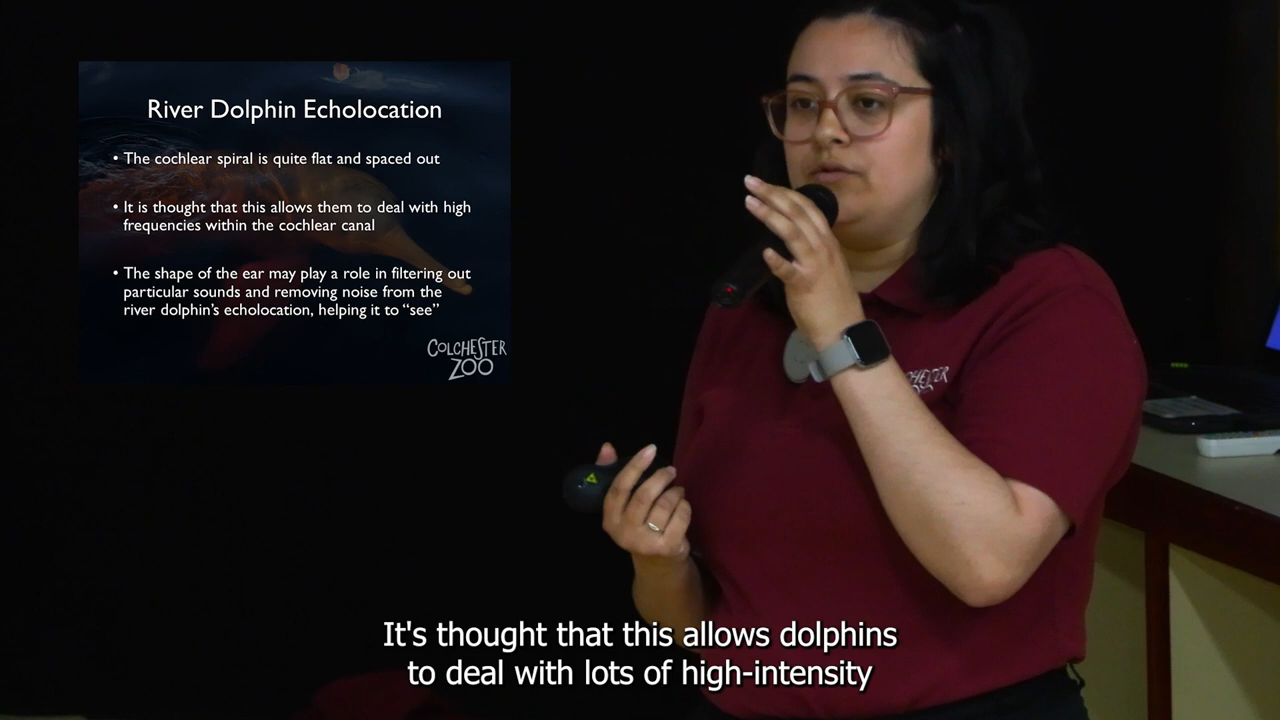 River Dolphin Echolocation
• The cochlear spiral is quite flat and spaced out
• It is thought that this allows them to deal with high
frequencies within the cochlear canal
• The shape of the ear may play a role in filtering out
particular sounds and removing noise from the
river dolphin's echolocation, helping it to “see”
COLCHESTER
ZOO
It's thought that this allows dolphins
to deal with lots of high-intensity